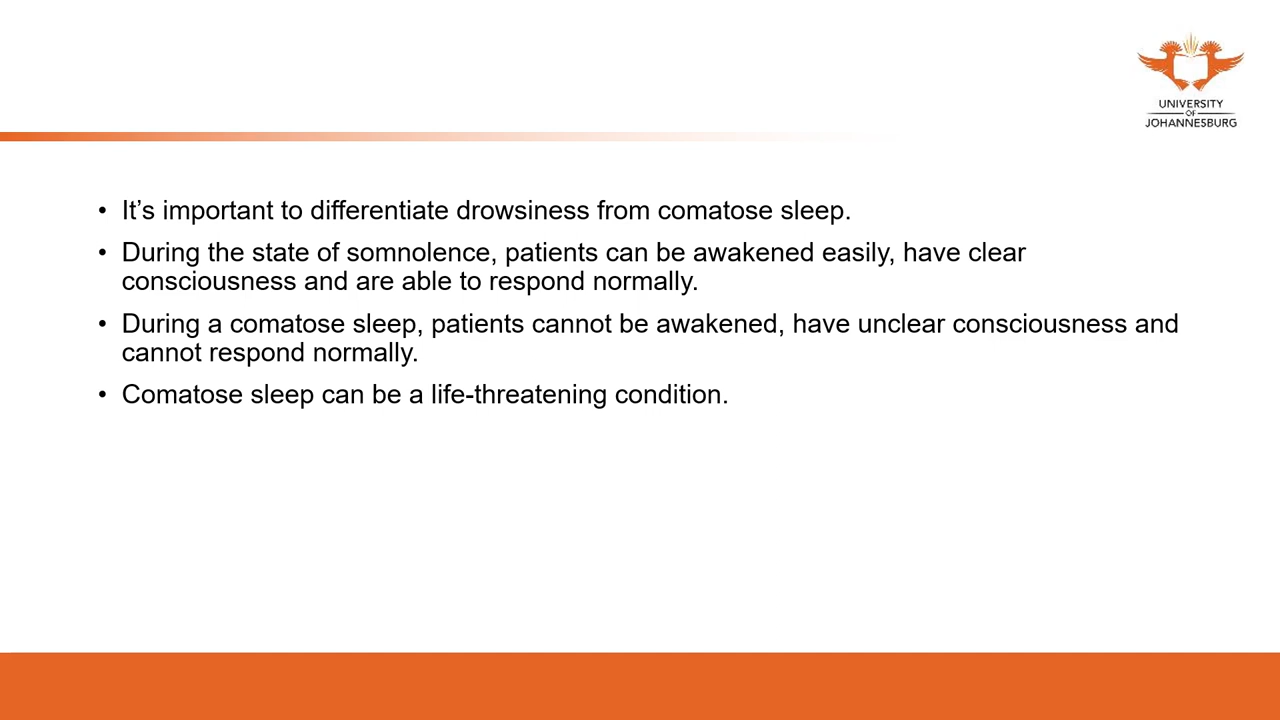 UNIVERSITY
OF
JOHANNESBURG
• It’s important to differentiate drowsiness from comatose sleep.
• During the state of somnolence, patients can be awakened easily, have clear
consciousness and are able to respond normally.
• During a comatose sleep, patients cannot be awakened, have unclear consciousness and
cannot respond normally.
• Comatose sleep can be a life-threatening condition.